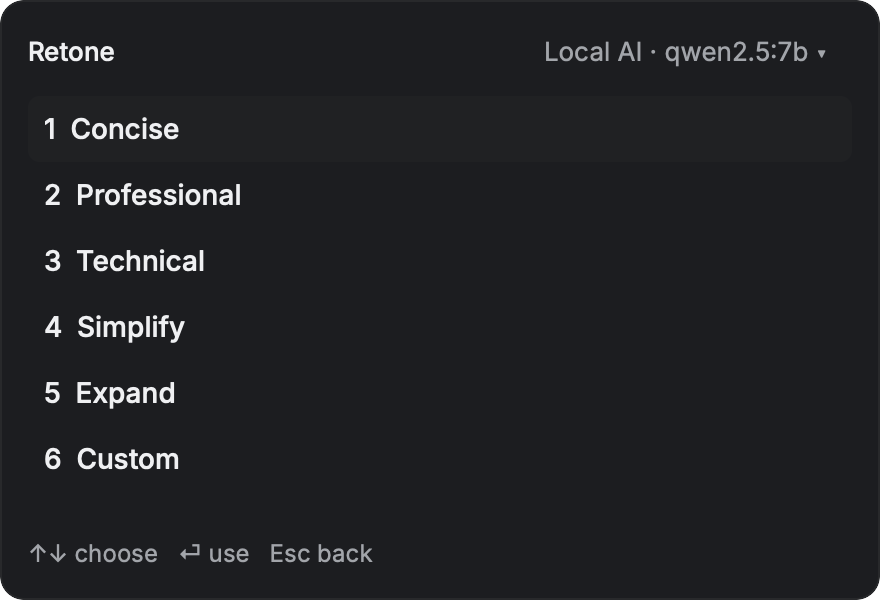 Retone
Local AI · qwen2.5:7b ▾
1 Concise
2 Professional
3 Technical
4 Simplify
5 Expand
6 Custom
↑↓ choose ⏎ use Esc back